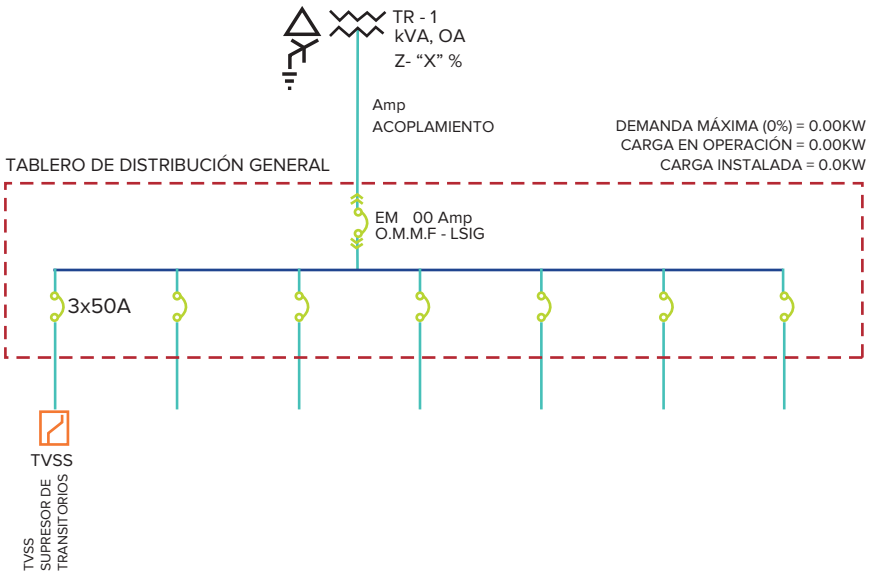 TR - 1
kVA, OA
Z- “X” %
Amp
ACOPLAMIENTO
DEMANDA MÁXIMA (0%) = 0.00KW
CARGA EN OPERACIÓN = 0.00KW
CARGA INSTALADA = 0.0KW
TABLERO DE DISTRIBUCIÓN GENERAL
EM 00 Amp
O.M.M.F - LSIG
3x50A
TVSS
TVSS
SUPRESOR DE
TRANSITORIOS